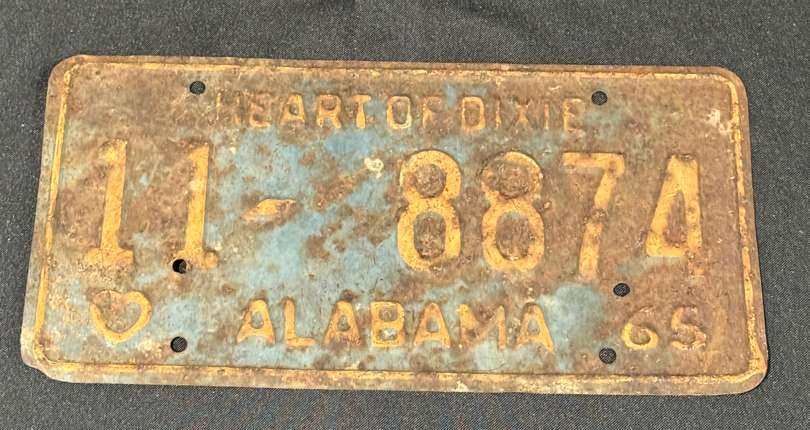 HEART OF DIXIE
11-8874
ALABAMA 65